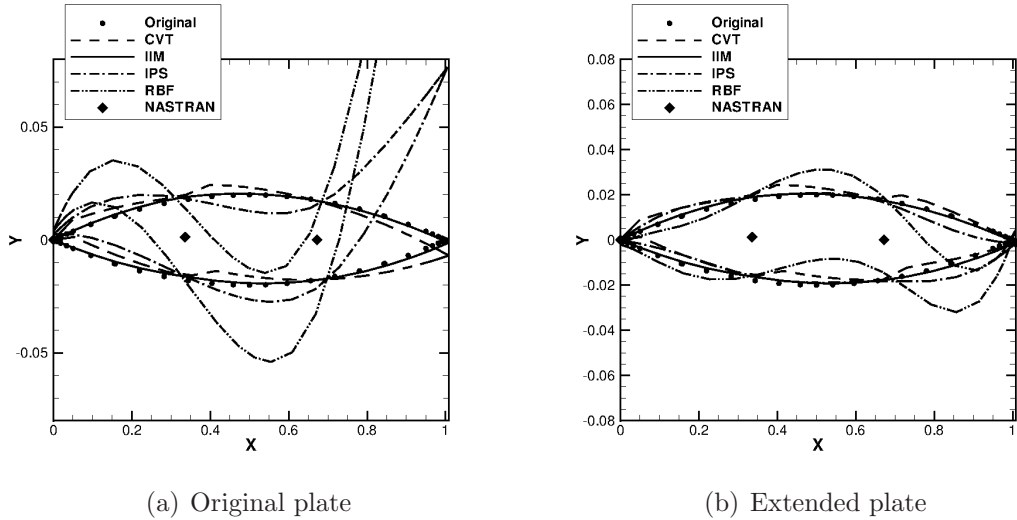 Original
CVT
IIM
IPS
RBF
NASTRAN
0.05
0
-0.05
Y
0 0.2 0.4 0.6 0.8 1
X
(a) Original plate
Original
CVT
IIM
IPS
RBF
NASTRAN
0.08
0.06
0.04
0.02
0
-0.02
-0.04
-0.06
-0.08
Y
0 0.2 0.4 0.6 0.8 1
X
(b) Extended plate